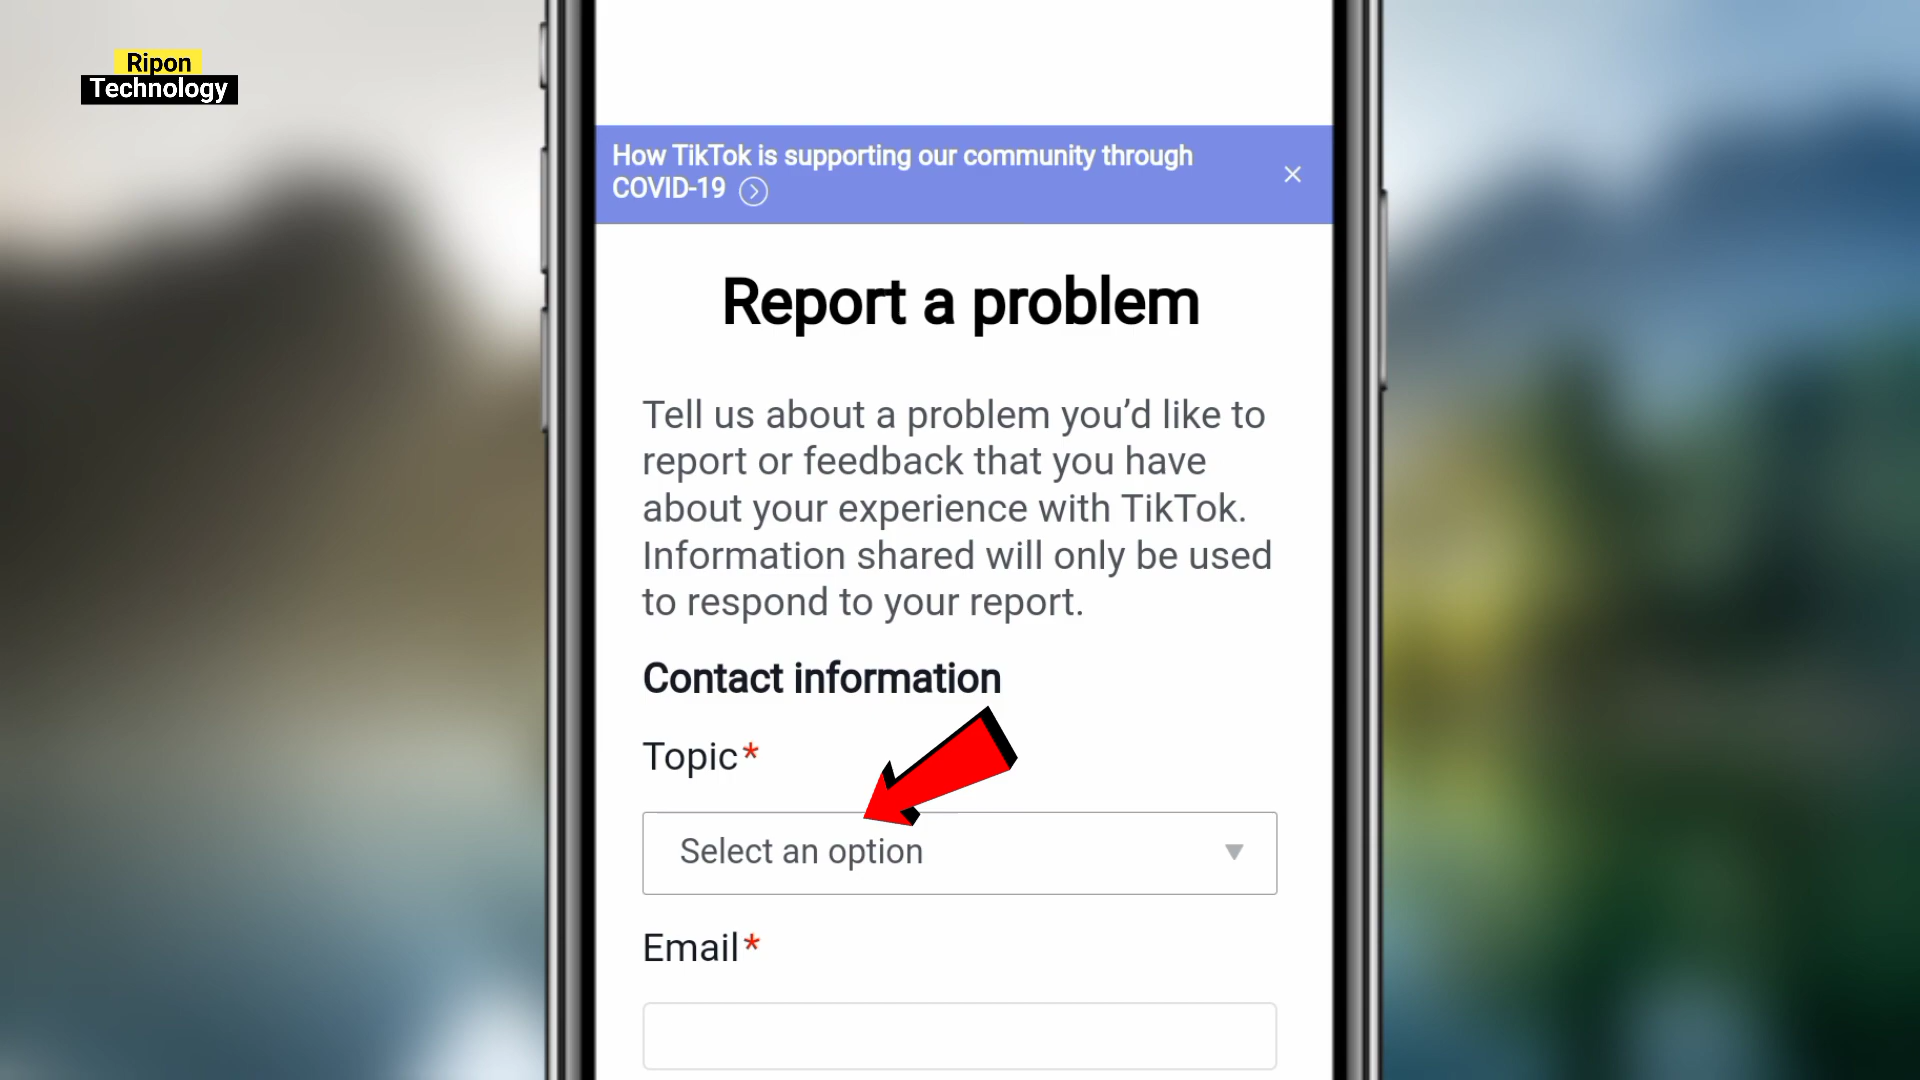 Ripon
Technology
How TikTok is supporting our community through
COVID-19
Report a problem
Tell us about a problem you’d like to
report or feedback that you have
about your experience with TikTok.
Information shared will only be used
to respond to your report.
Contact information
Topic*
Select an option
Email*